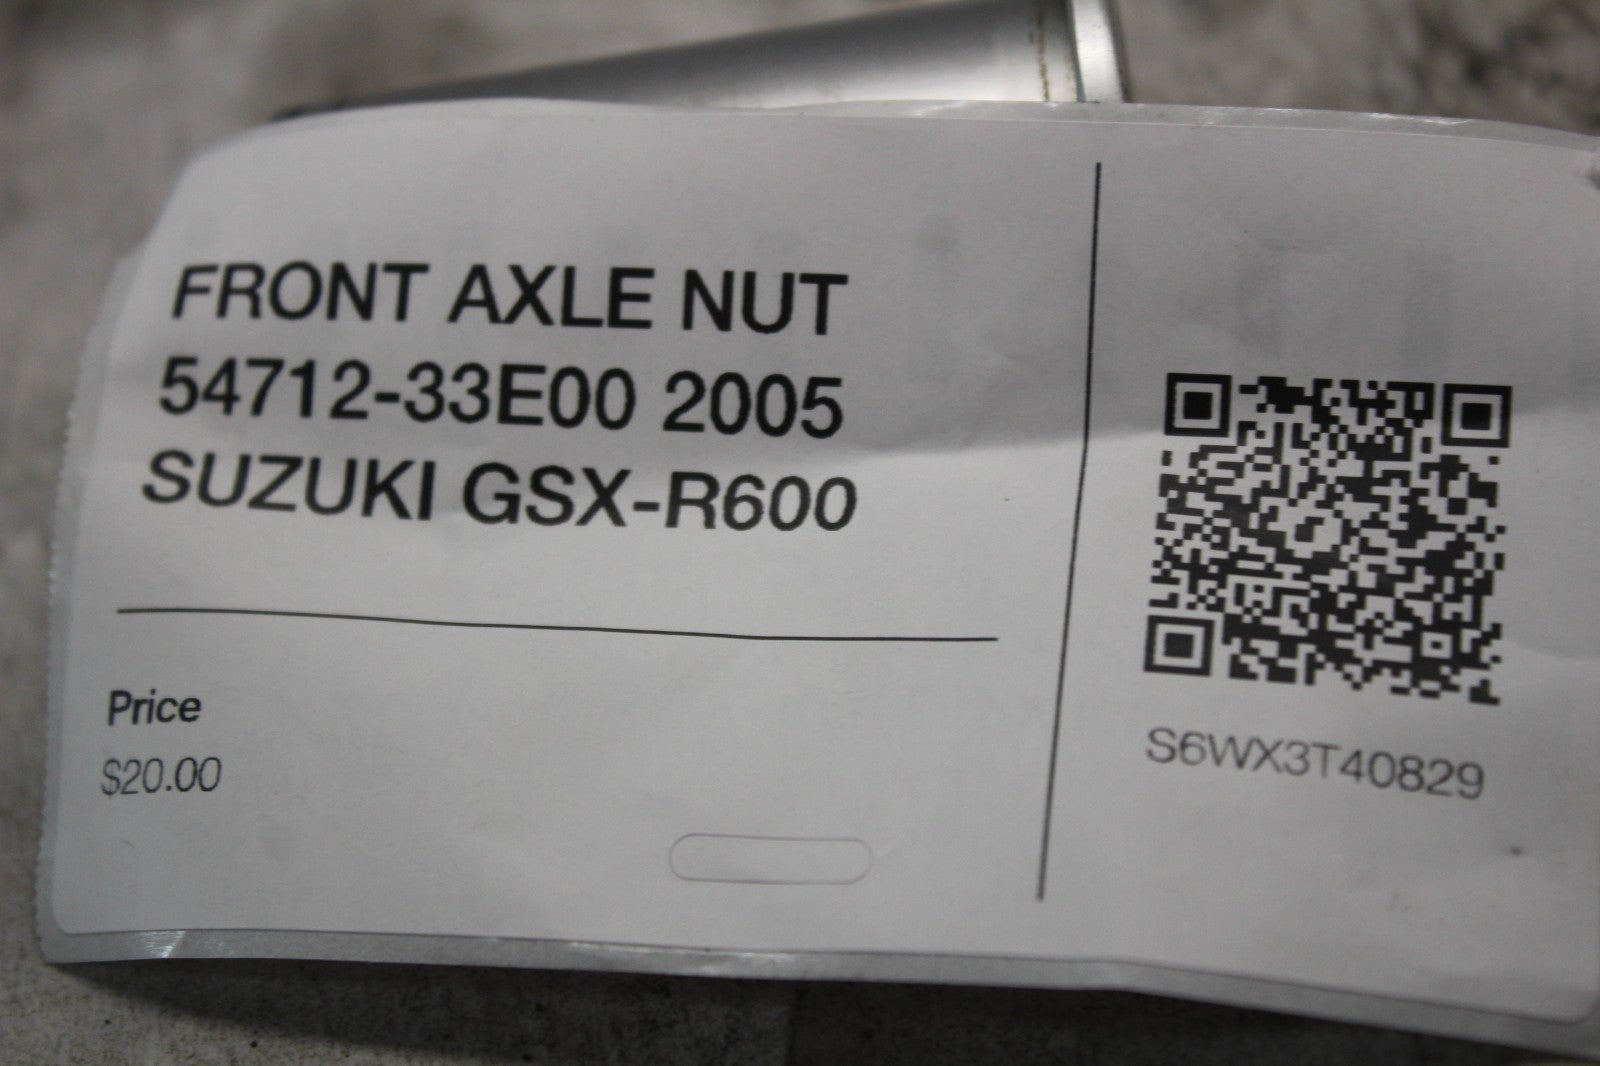 FRONT AXLE NUT
54712-33E00 2005
SUZUKI GSX-R600
Price
$20.00
S6WX3T40829